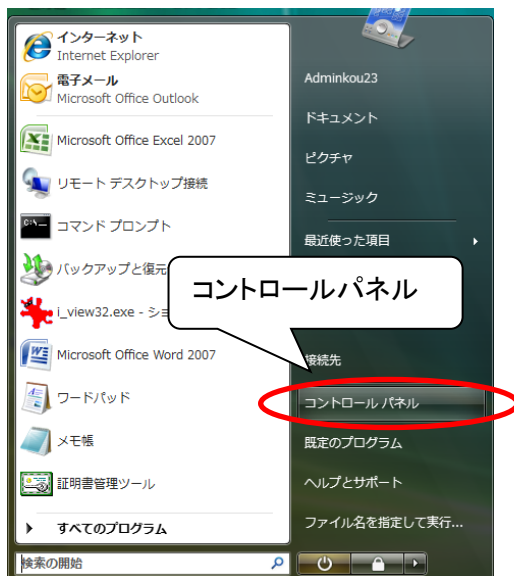 インターネット
Internet Explorer
電子メール
Microsoft Office Outlook
Microsoft Office Excel 2007
リモート デスクトップ接続
コマンド プロンプト
バックアップと復元
i_view32.exe - ショ
Microsoft Office Word 2007
ワードパッド
メモ帳
証明書管理ツール
すべてのプログラム
検索の開始
Adminkou23
ドキュメント
ピクチャ
ミュージック
最近使った項目
コントロールパネル
接続先
コントロール パネル
既定のプログラム
ヘルプとサポート
ファイル名を指定して実行...